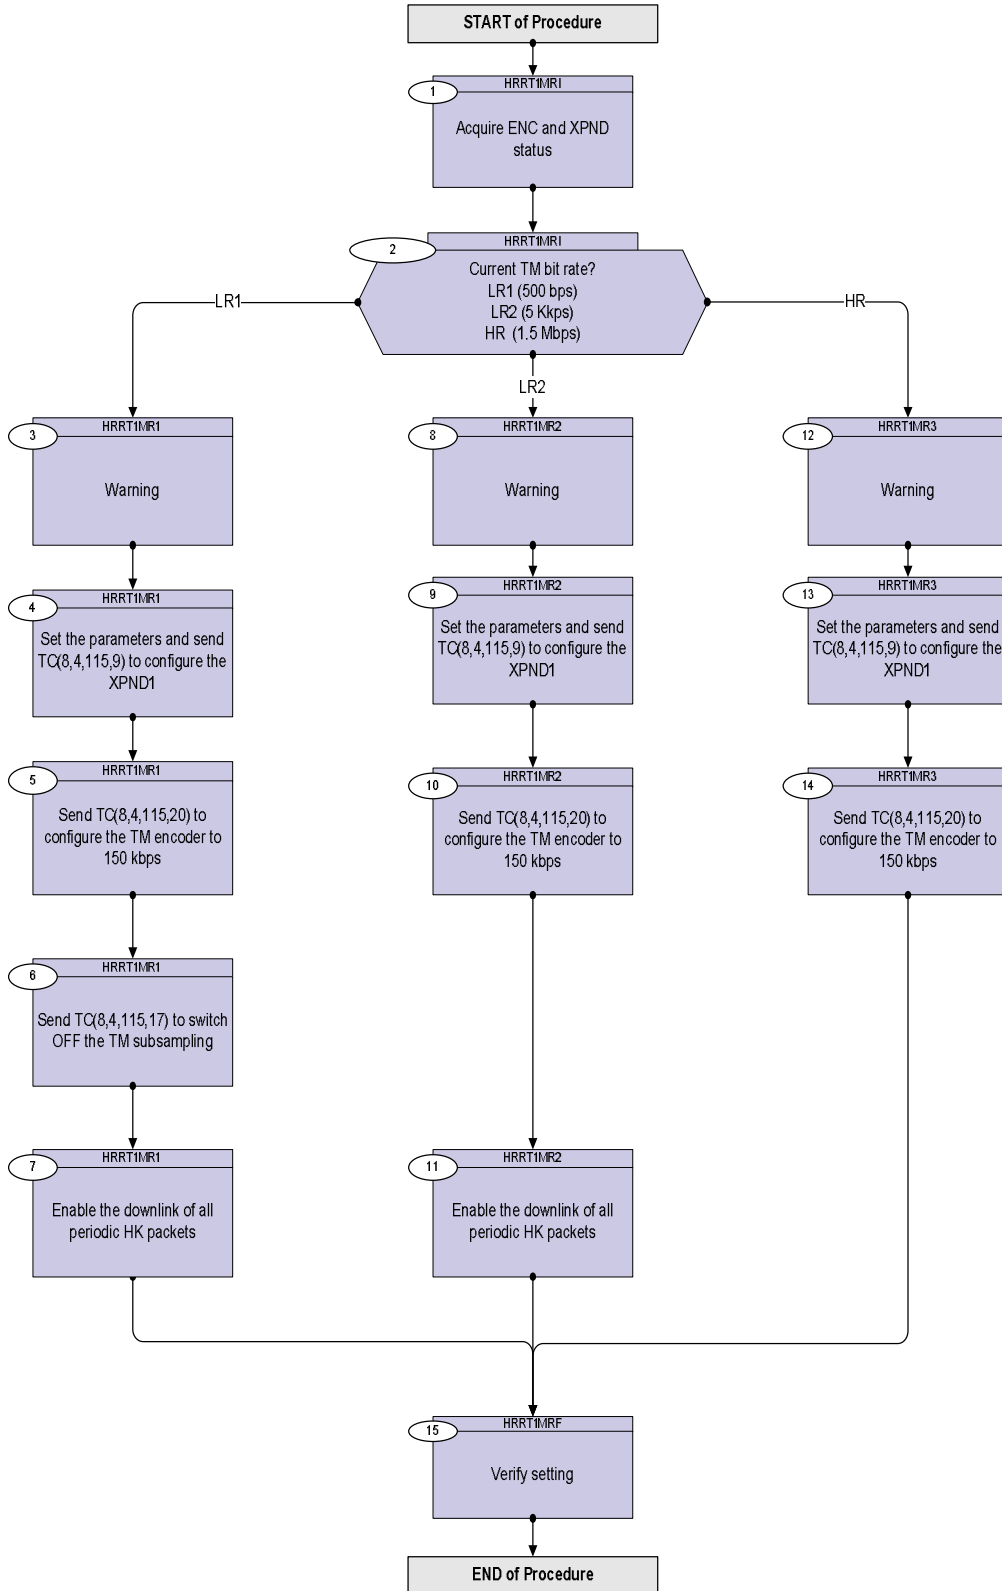 START of Procedure
HRRT1MRI
1
Acquire ENC and XPND
status
HRRT1MRI
2
Current TM bit rate?
LR1 (500 bps)
LR2 (5 Kkps)
HR (1.5 Mbps)
LR1
HR
LR2
HRRT1MR1
3
Warning
HRRT1MR2
8
Warning
HRRT1MR3
12
Warning
HRRT1MR1
4
Set the parameters and send
TC(8,4,115,9) to configure the
XPND1
HRRT1MR2
9
Set the parameters and send
TC(8,4,115,9) to configure the
XPND1
HRRT1MR3
13
Set the parameters and send
TC(8,4,115,9) to configure the
XPND1
HRRT1MR1
5
Send TC(8,4,115,20) to
configure the TM encoder to
150 kbps
HRRT1MR2
10
Send TC(8,4,115,20) to
configure the TM encoder to
150 kbps
HRRT1MR3
14
Send TC(8,4,115,20) to
configure the TM encoder to
150 kbps
HRRT1MR1
6
Send TC(8,4,115,17) to switch
OFF the TM subsampling
HRRT1MR1
7
Enable the downlink of all
periodic HK packets
HRRT1MR2
11
Enable the downlink of all
periodic HK packets
HRRT1MRF
15
Verify setting
END of Procedure